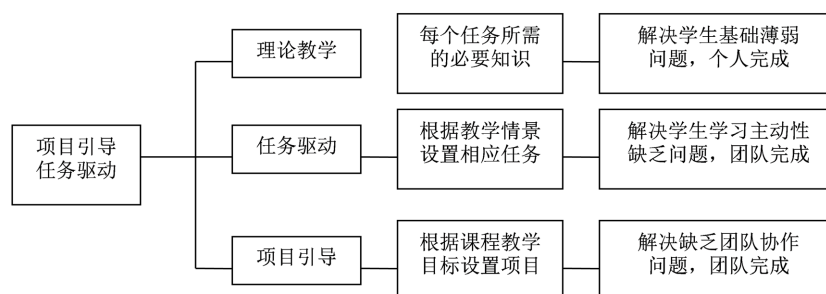 项目引导
任务驱动
理论教学
每个任务所需
的必要知识
解决学生基础薄弱
问题，个人完成
任务驱动
根据教学情景
设置相应任务
解决学生学习主动性
缺乏问题，团队完成
项目引导
根据课程教学
目标设置项目
解决缺乏团队协作
问题，团队完成